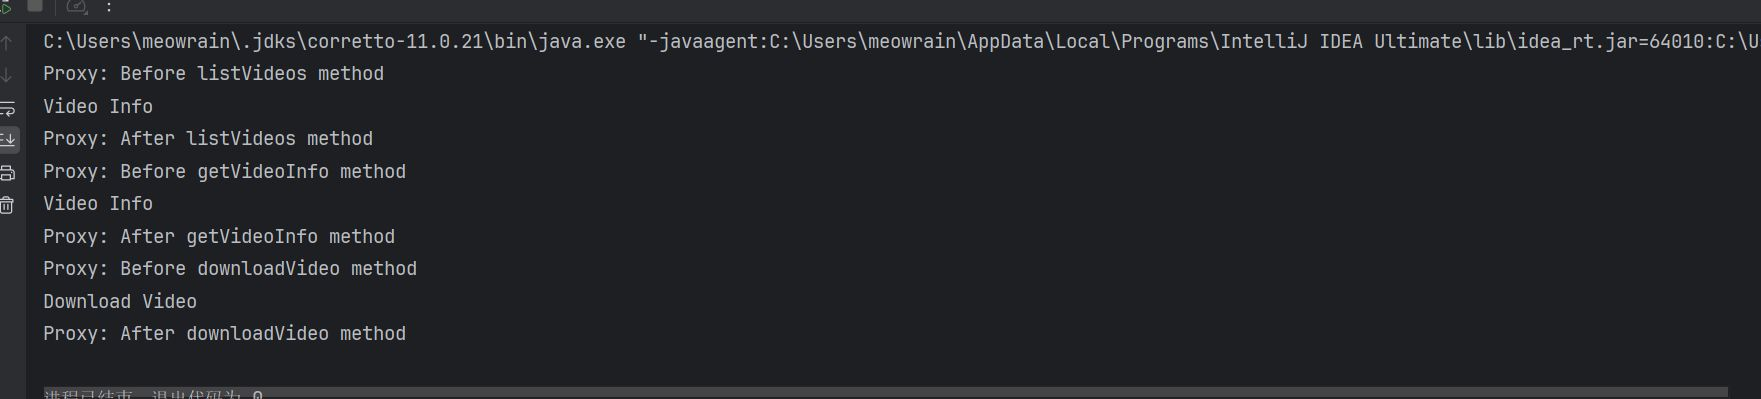 C:\Users\meowrain\.jdks\corretto-11.0.21\bin\java.exe "-javaagent:C:\Users\meowrain\AppData\Local\Programs\IntelliJ IDEA Ultimate\lib\idea_rt.jar=64010:C:\U
Proxy: Before listVideos method
Video Info
Proxy: After listVideos method
Proxy: Before getVideoInfo method
Video Info
Proxy: After getVideoInfo method
Proxy: Before downloadVideo method
Download Video
Proxy: After downloadVideo method
进程已结束，退出代码为 0